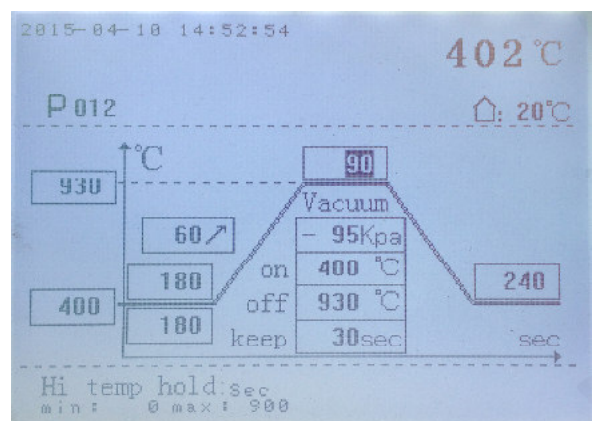 2015-04-10 14:52:54
402℃
P 012
: 20℃
℃
90
930
Vacuum
60
- 95Kpa
180
on 400 ℃
240
400
off 930 ℃
180
keep 30sec
sec
Hi temp hold:sec
min: 0 max: 900